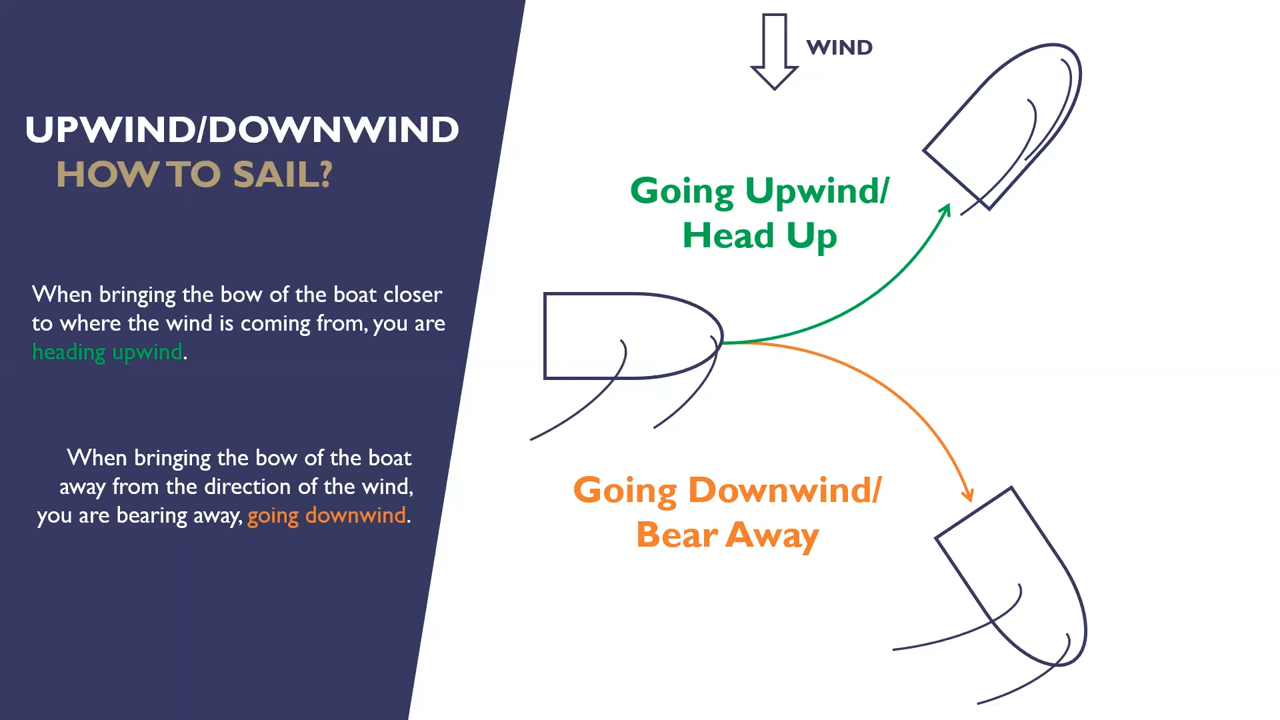 UPWIND/DOWNWIND
HOW TO SAIL?
When bringing the bow of the boat closer
to where the wind is coming from, you are
heading upwind.
When bringing the bow of the boat
away from the direction of the wind,
you are bearing away, going downwind.
WIND
Going Upwind/
Head Up
Going Downwind/
Bear Away